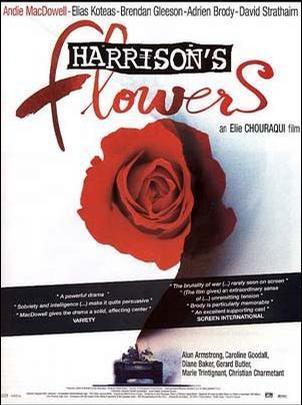 Andie MacDowell-Elias Koteas-Brendan Gleeson-Adrien Brody-David Strathairn
HARRISON'S
Flowers
an Elie CHOURAQUI film
" A powerful drama "
" Sobriety and intelligence (...) make it quite persuasive "
" MacDowell gives the drama a solid, affecting center "
VARIETY
" The brutality of war (...) rarely seen on screen "
" (The film gives) an extraordinary sense
of (...) unremitting tension "
" Brody is particularly memorable "
" An excellent supporting cast "
SCREEN INTERNATIONAL
Alun Armstrong, Caroline Goodall,
Diane Baker, Gerard Butler,
Marie Trintignant, Christian Charmetant